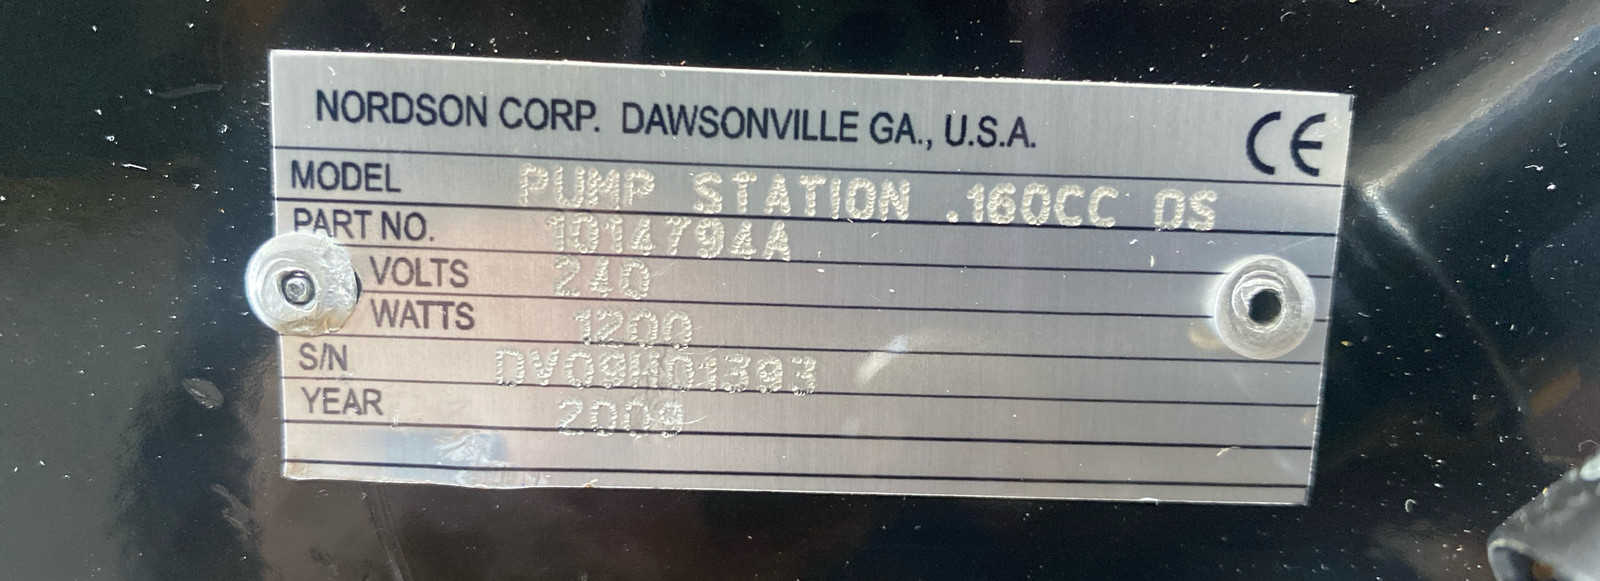 NORDSON CORP. DAWSONVILLE GA., U.S.A. CE
MODEL PUMP STATION .160CC DS
PART NO. 1014794A
VOLTS 240
WATTS 1200
S/N DV09H01393
YEAR 2009